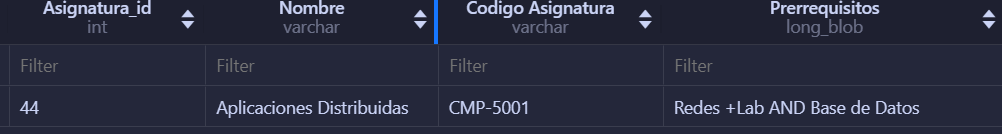 Asignatura_id Nombre Codigo Asignatura Prerrequisitos
int varchar varchar long_blob
Filter Filter Filter Filter
44 Aplicaciones Distribuidas CMP-5001 Redes +Lab AND Base de Datos